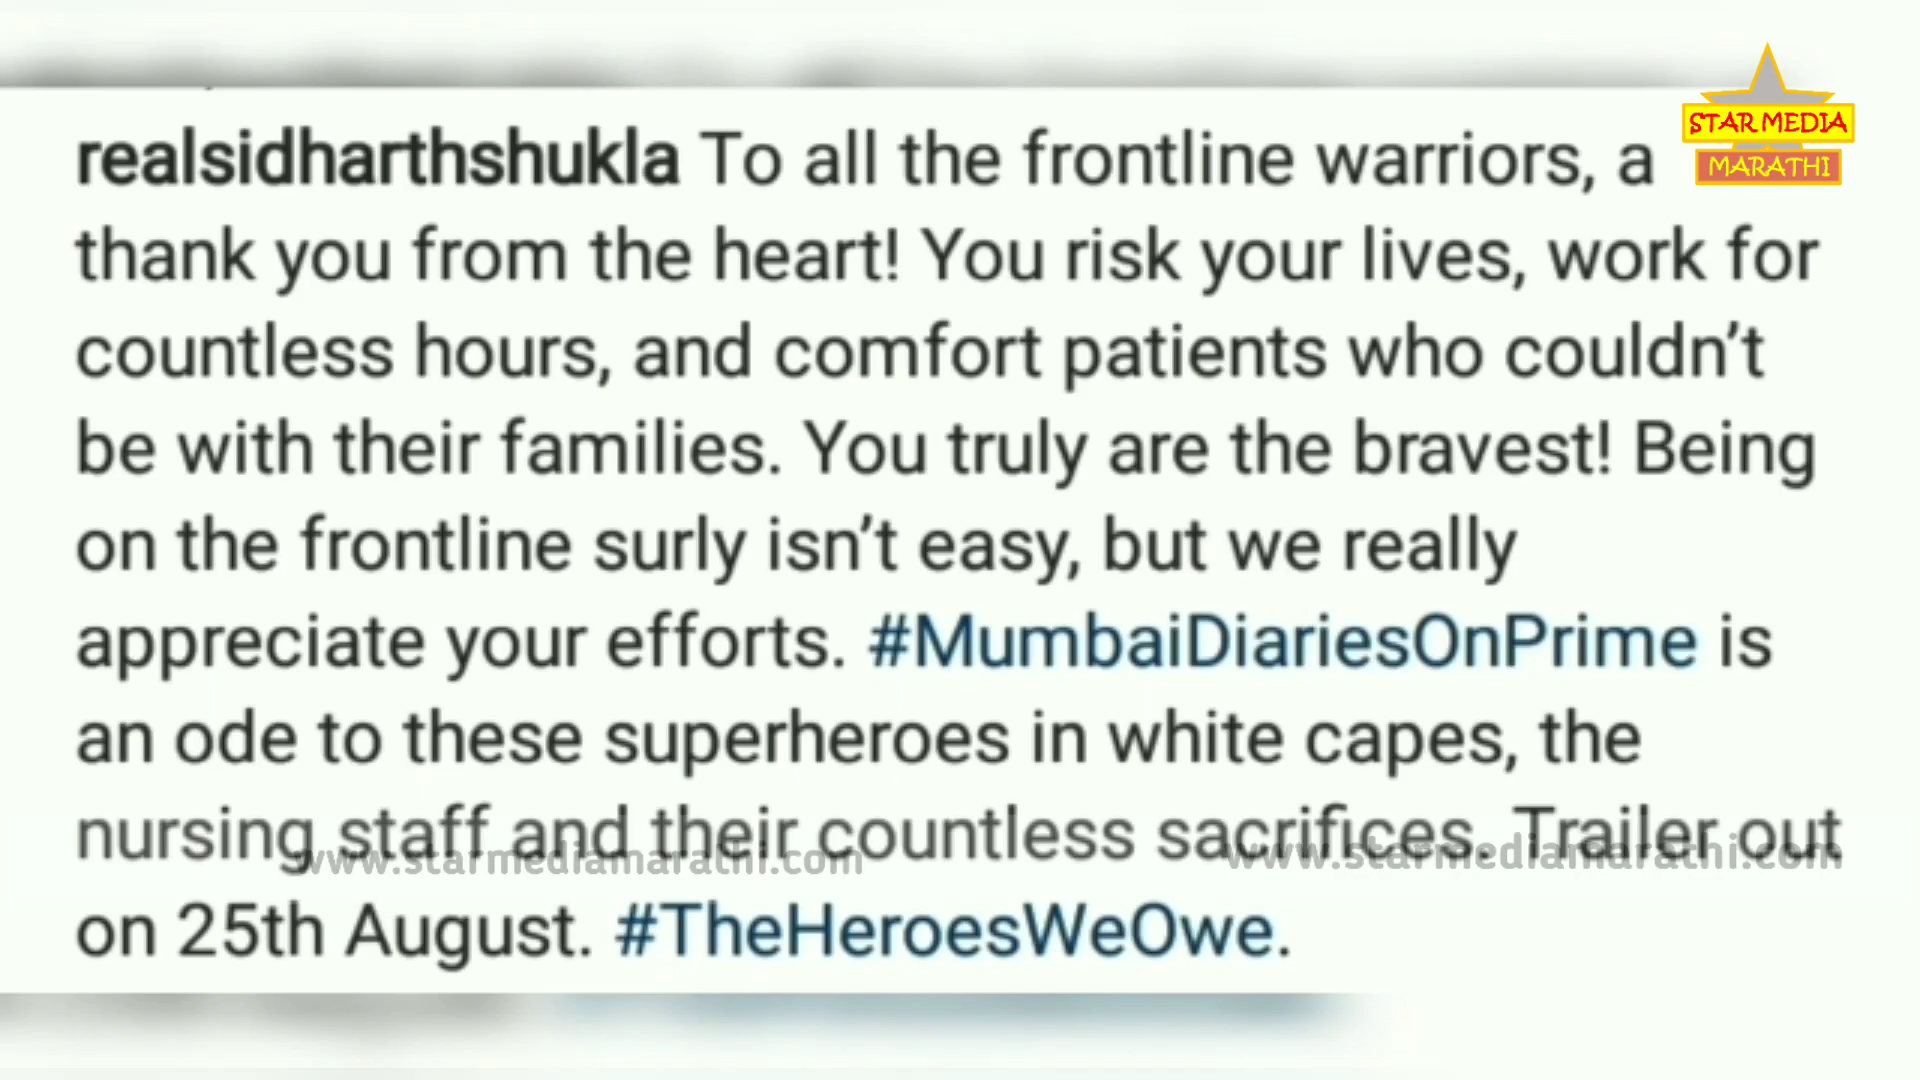 STAR MEDIA
MARATHI
realsidharthshukla To all the frontline warriors, a
thank you from the heart! You risk your lives, work for
countless hours, and comfort patients who couldn’t
be with their families. You truly are the bravest! Being
on the frontline surly isn’t easy, but we really
appreciate your efforts. #MumbaiDiariesOnPrime is
an ode to these superheroes in white capes, the
nursing staff and their countless sacrifices. Trailer out
www.starmediamarathi.com
www.starmediamarathi.com
on 25th August. #TheHeroesWeOwe.